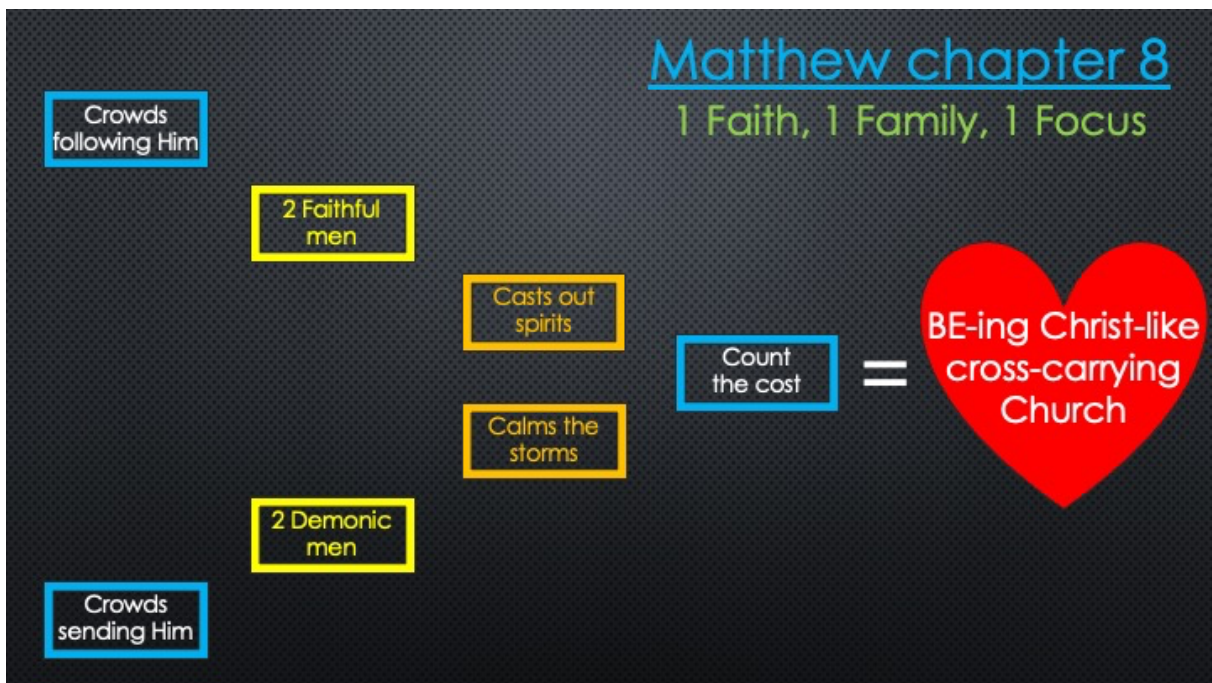 Matthew chapter 8
1 Faith, 1 Family, 1 Focus
Crowds
following Him
2 Faithful
men
Casts out
spirits
Count
the cost
=
BE-ing Christ-like
cross-carrying
Church
Calms the
storms
2 Demonic
men
Crowds
sending Him